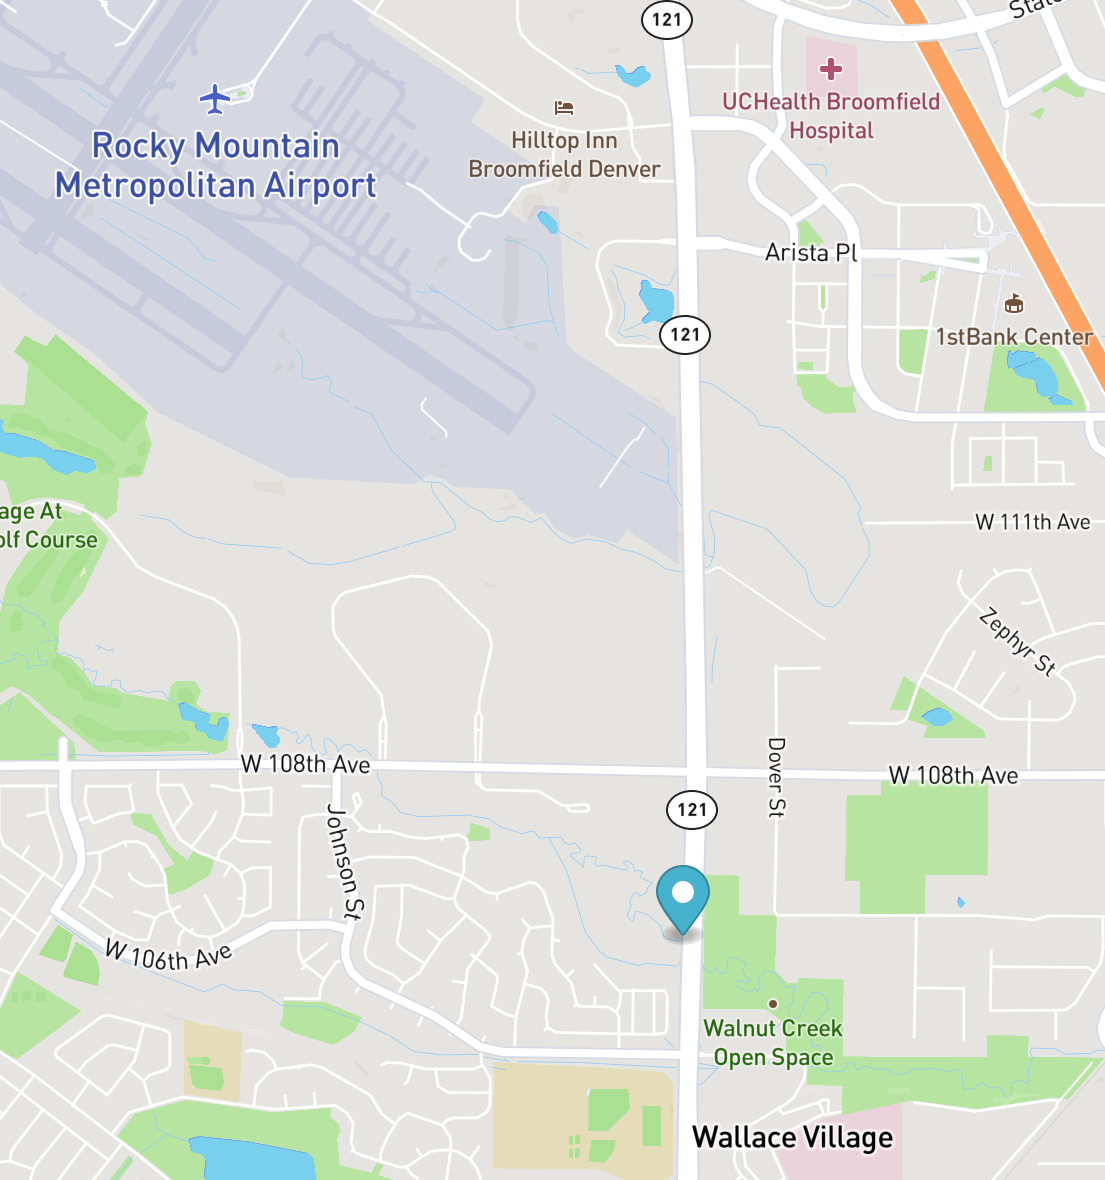 121
State
UCHealth Broomfield
Hospital
Rocky Mountain
Metropolitan Airport
Hilltop Inn
Broomfield Denver
Arista Pl
121
1stBank Center
age At
olf Course
W 111th Ave
Zephyr St
W 108th Ave
Dover St
W 108th Ave
121
Johnson St
W 106th Ave
Walnut Creek
Open Space
Wallace Village